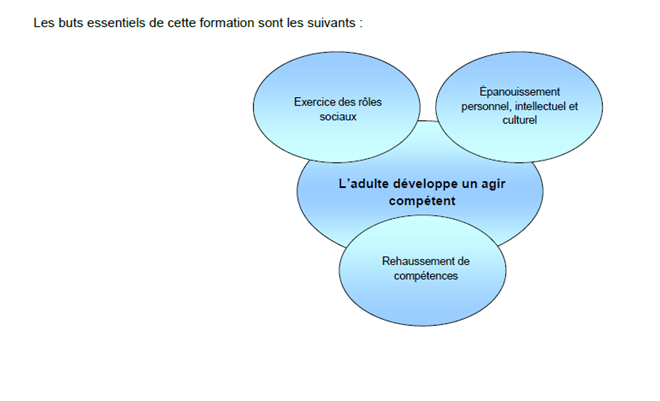 Les buts essentiels de cette formation sont les suivants :
Exercice des rôles
sociaux
Épanouissement
personnel, intellectuel et
culturel
L'adulte développe un agir
compétent
Rehaussement de
compétences